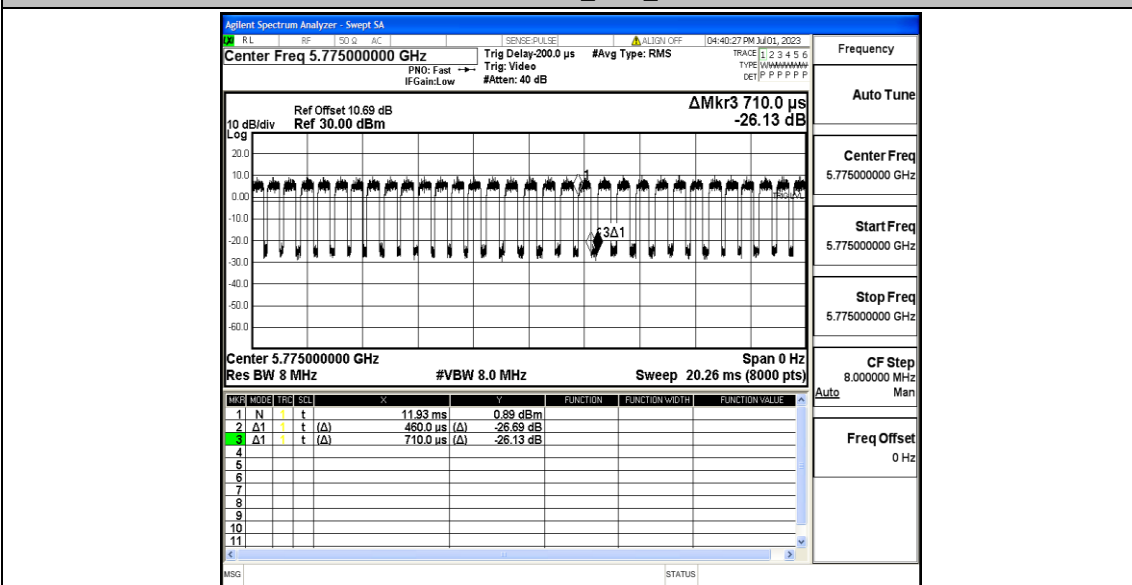 Agilent Spectrum Analyzer - Swept SA
RL RF 50 Ω AC SENSE:PULSE ALIGN OFF 04:40:27 PM Jul 01, 2023
Center Freq 5.775000000 GHz
PNO: Fast
IFGain:Low
Trig Delay-200.0 µs
Trig: Video
#Atten: 40 dB
#Avg Type: RMS
TRACE 1 2 3 4 5 6
TYPE
DET P P P P P P
Ref Offset 10.69 dB
10 dB/div Ref 30.00 dBm
Log
ΔMkr3 710.0 µs
-26.13 dB
20.0
10.0
0.00
-10.0
-20.0
-30.0
-40.0
-50.0
-60.0
1
3Δ1
TRIG LVL
Center 5.775000000 GHz Span 0 Hz
Res BW 8 MHz #VBW 8.0 MHz Sweep 20.26 ms (8000 pts)
MKR MODE TRC SCL X Y FUNCTION FUNCTION WIDTH FUNCTION VALUE
1 N 1 t 11.93 ms 0.89 dBm
2 Δ1 1 t (Δ) 460.0 µs (Δ) -26.69 dB
3 Δ1 1 t (Δ) 710.0 µs (Δ) -26.13 dB
4
5
6
7
8
9
10
11
MSG STATUS
Frequency
Auto Tune
Center Freq
5.775000000 GHz
Start Freq
5.775000000 GHz
Stop Freq
5.775000000 GHz
CF Step
8.000000 MHz
Auto Man
Freq Offset
0 Hz